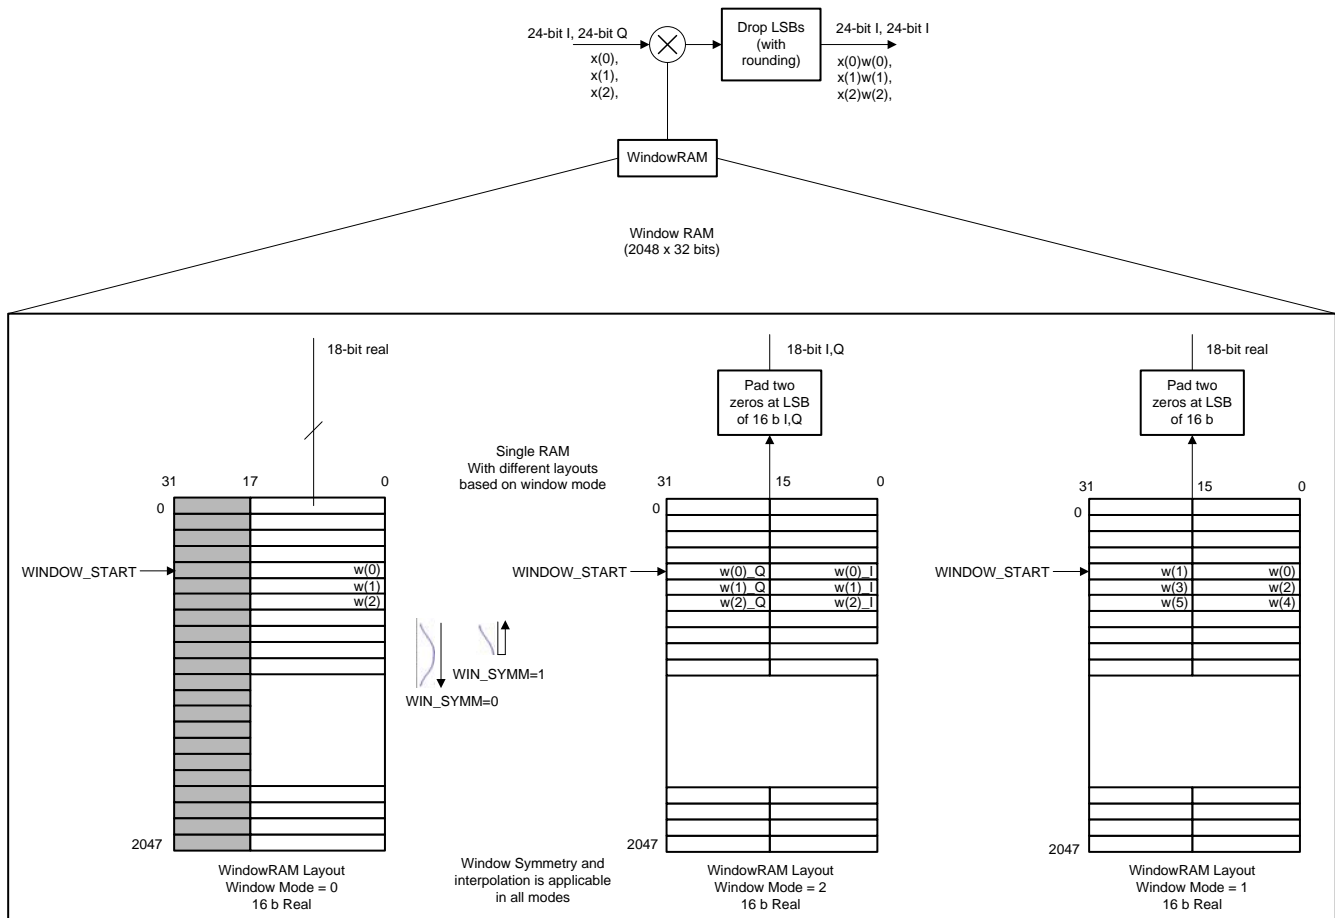 24-bit I, 24-bit Q
x(0),
x(1),
x(2),
Drop LSBs
(with
rounding)
24-bit I, 24-bit I
x(0)w(0),
x(1)w(1),
x(2)w(2),
WindowRAM
Window RAM
(2048 x 32 bits)
18-bit real
31
17
0
0
WINDOW_START
w(0)
w(1)
w(2)
2047
WindowRAM Layout
Window Mode = 0
16 b Real
Single RAM
With different layouts
based on window mode
WIN_SYMM=1
WIN_SYMM=0
Window Symmetry and
interpolation is applicable
in all modes
18-bit I,Q
Pad two
zeros at LSB
of 16 b I,Q
31
15
0
0
WINDOW_START
w(0)_Q
w(0)_I
w(1)_Q
w(1)_I
w(2)_Q
w(2)_I
2047
WindowRAM Layout
Window Mode = 2
16 b Real
18-bit real
Pad two
zeros at LSB
of 16 b
31
15
0
0
WINDOW_START
w(1)
w(0)
w(3)
w(2)
w(5)
w(4)
2047
WindowRAM Layout
Window Mode = 1
16 b Real